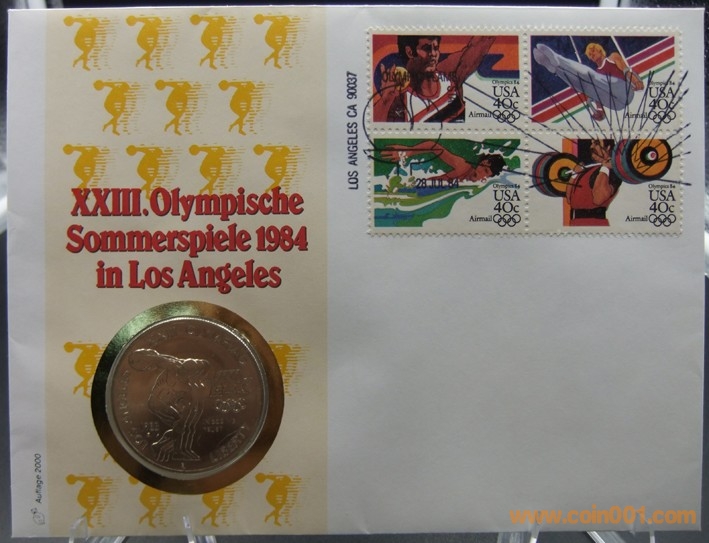 XXIII. Olympische
Sommerspiele 1984
in Los Angeles
Auflage 2000
LOS ANGELES CA 90037
28 JUL 84
Olympics 84
USA
40c
Airmail
Olympics 84
USA
40c
Airmail
Olympics 84
USA
40c
Airmail
Olympics 84
USA
40c
Airmail
LIBERTY
www.coin001.com